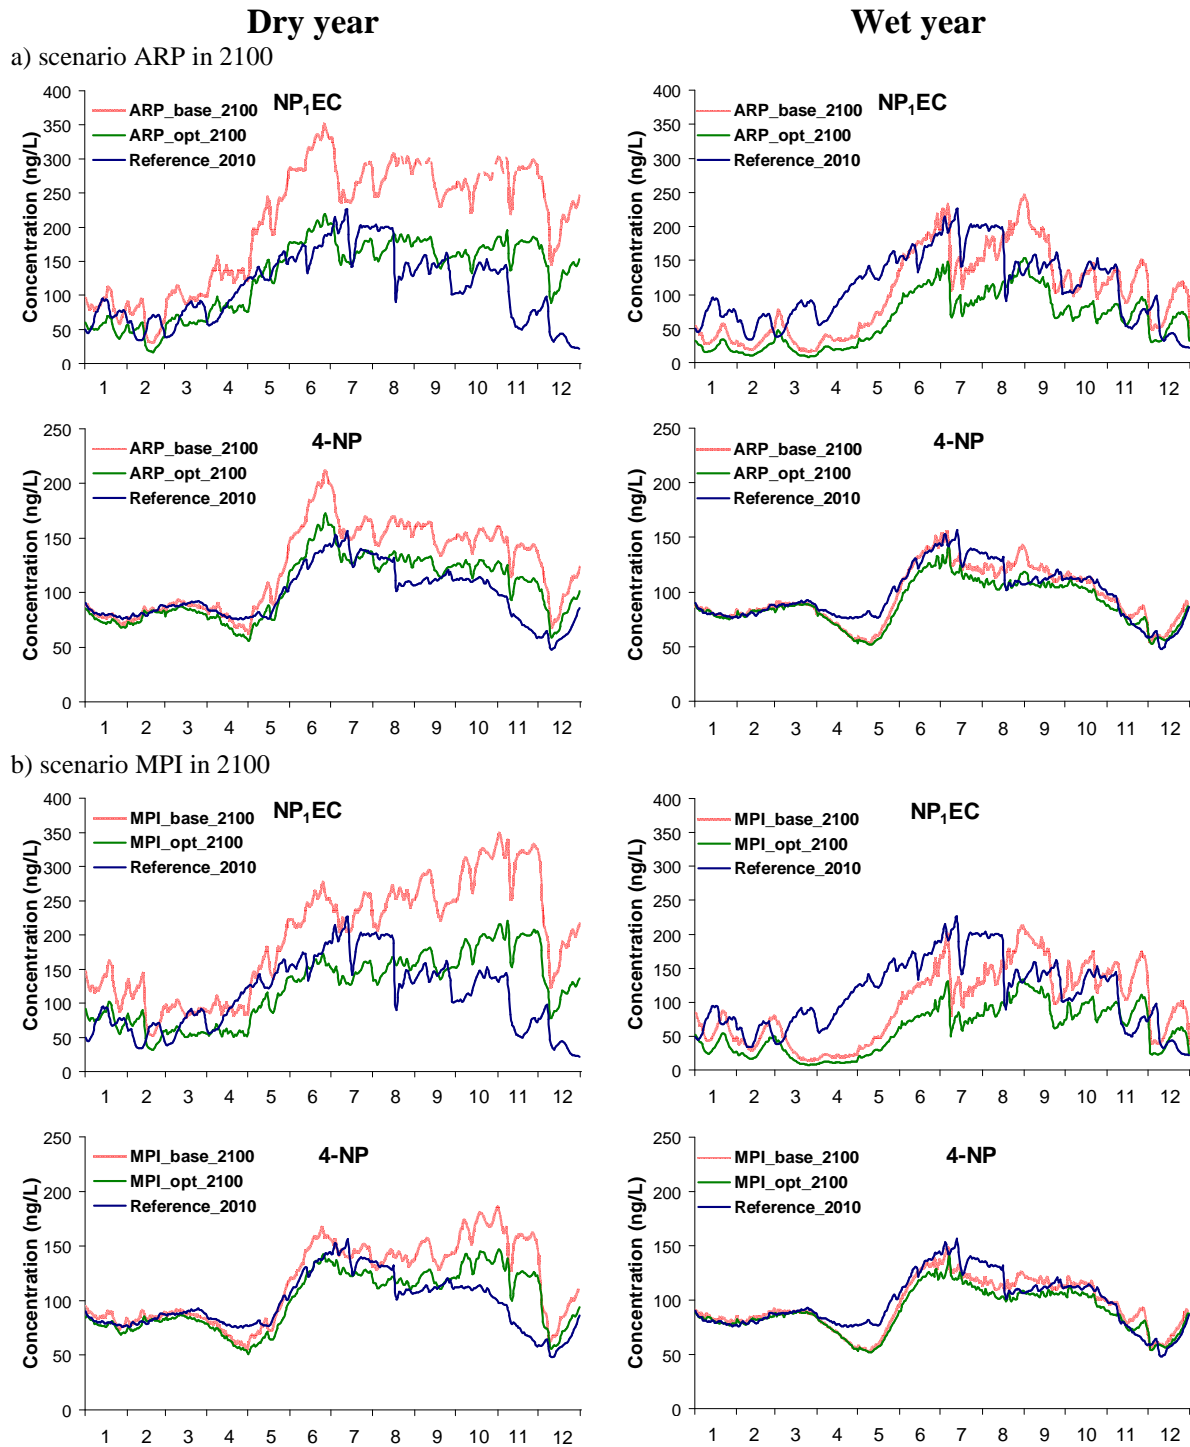 Dry year
Wet year
a) scenario ARP in 2100
NP₁EC
Concentration (ng/L)
400
350
300
250
200
150
100
50
0
ARP_base_2100
ARP_opt_2100
Reference_2010
1 2 3 4 5 6 7 8 9 10 11 12
NP₁EC
Concentration (ng/L)
400
350
300
250
200
150
100
50
0
ARP_base_2100
ARP_opt_2100
Reference_2010
1 2 3 4 5 6 7 8 9 10 11 12
4-NP
Concentration (ng/L)
250
200
150
100
50
0
ARP_base_2100
ARP_opt_2100
Reference_2010
1 2 3 4 5 6 7 8 9 10 11 12
4-NP
Concentration (ng/L)
250
200
150
100
50
0
ARP_base_2100
ARP_opt_2100
Reference_2010
1 2 3 4 5 6 7 8 9 10 11 12
b) scenario MPI in 2100
NP₁EC
Concentration (ng/L)
400
350
300
250
200
150
100
50
0
MPI_base_2100
MPI_opt_2100
Reference_2010
1 2 3 4 5 6 7 8 9 10 11 12
NP₁EC
Concentration (ng/L)
400
350
300
250
200
150
100
50
0
MPI_base_2100
MPI_opt_2100
Reference_2010
1 2 3 4 5 6 7 8 9 10 11 12
4-NP
Concentration (ng/L)
250
200
150
100
50
0
MPI_base_2100
MPI_opt_2100
Reference_2010
1 2 3 4 5 6 7 8 9 10 11 12
4-NP
Concentration (ng/L)
250
200
150
100
50
0
MPI_base_2100
MPI_opt_2100
Reference_2010
1 2 3 4 5 6 7 8 9 10 11 12